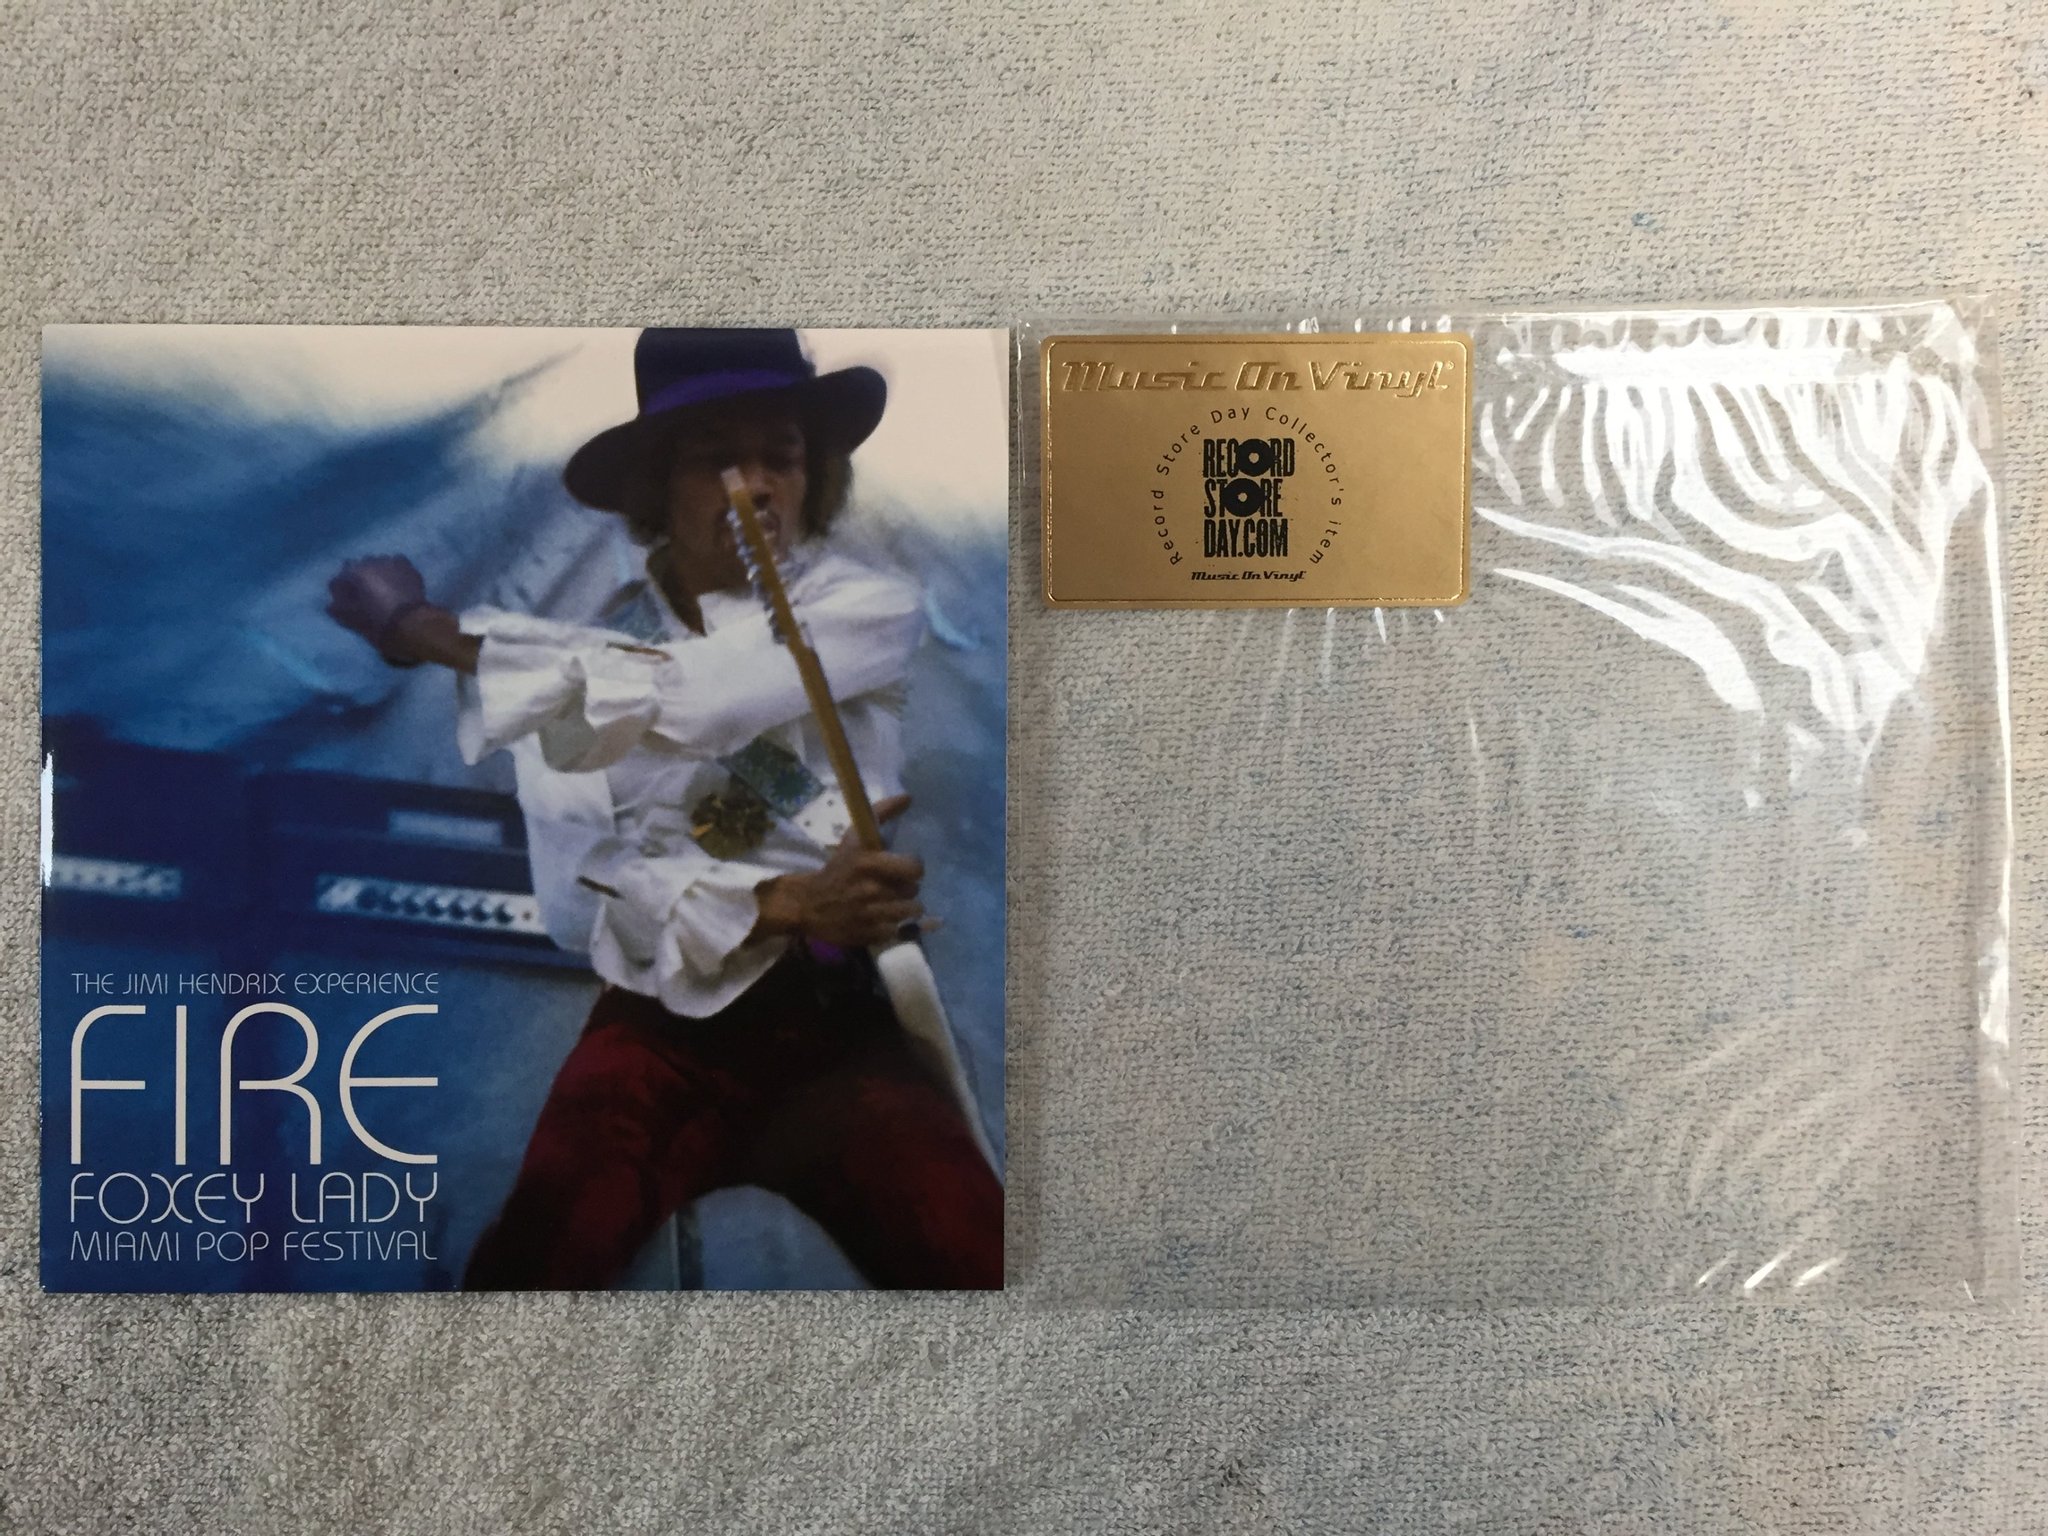 THE JIMI HENDRIX EXPERIENCE
FIRE
FOXEY LADY
MIAMI POP FESTIVAL
Music On Vinyl®
Record Store Day Collector's item
RECORD
STORE
DAY.COM
Music On Vinyl